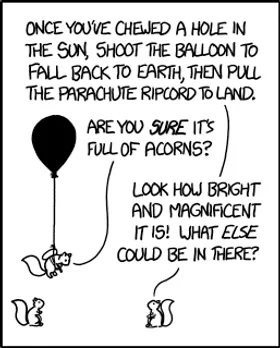 ONCE YOU'VE CHEWED A HOLE IN
THE SUN, SHOOT THE BALLOON TO
FALL BACK TO EARTH, THEN PULL
THE PARACHUTE RIPCORD TO LAND.
ARE YOU SURE IT'S
FULL OF ACORNS?
LOOK HOW BRIGHT
AND MAGNIFICENT
IT IS! WHAT ELSE
COULD BE IN THERE?